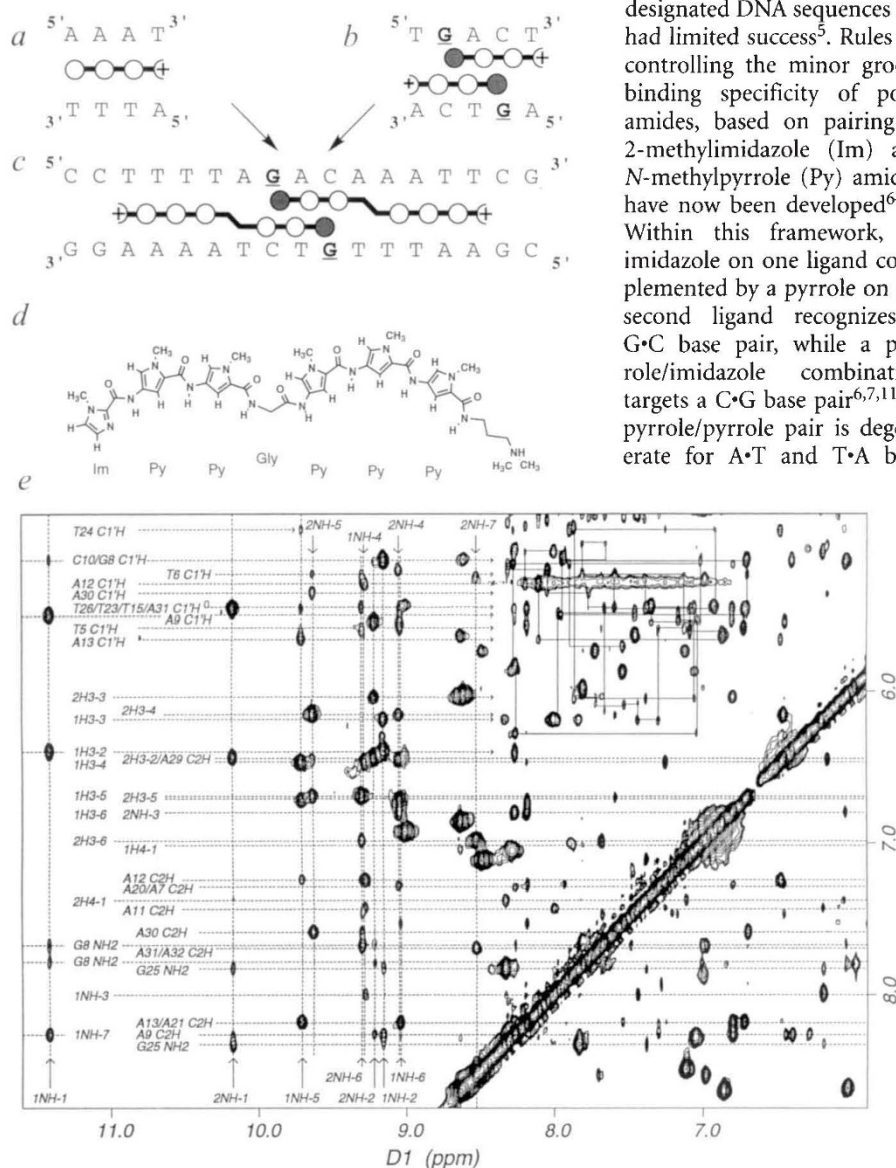 a
5' A A A T 3'
3' T T T A 5'
b
5' T G A C T 3'
3' A C T G A 5'
c
5' C C T T T T A G A C A A A T T C G 3'
3' G G A A A A T C T G T T T A A G C 5'
d
CH3
N
O
H
Im Py Py Gly Py Py Py
H3C CH3
NH
e
2NH-5 1NH-4 2NH-4 2NH-7
T24 C1'H
C10/G8 C1'H
T6 C1'H
A12 C1'H
A30 C1'H
T26/T23/T15/A31 C1'H
A9 C1'H
T5 C1'H
A13 C1'H
2H3-3
2H3-4
1H3-3
1H3-2
2H3-2/A29 C2H
1H3-4
1H3-5 2H3-5
1H3-6 2NH-3
2H3-6
1H4-1
A12 C2H
A20/A7 C2H
2H4-1
A11 C2H
A30 C2H
G8 NH2
A31/A32 C2H
G8 NH2
G25 NH2
1NH-3
A13/A21 C2H
1NH-7 A9 C2H
G25 NH2
2NH-6 1NH-6
1NH-1 2NH-1 1NH-5 2NH-2 1NH-2
6.0
7.0
8.0
11.0 10.0 9.0 8.0 7.0
D1 (ppm)
designated DNA sequences
had limited success5. Rules
controlling the minor groo
binding specificity of po
amides, based on pairing
2-methylimidazole (Im) a
N-methylpyrrole (Py) amid
have now been developed6-
Within this framework,
imidazole on one ligand co
plemented by a pyrrole on
second ligand recognizes
G•C base pair, while a p
role/imidazole combinati
targets a C•G base pair6,7,11
pyrrole/pyrrole pair is dege
erate for A•T and T•A b